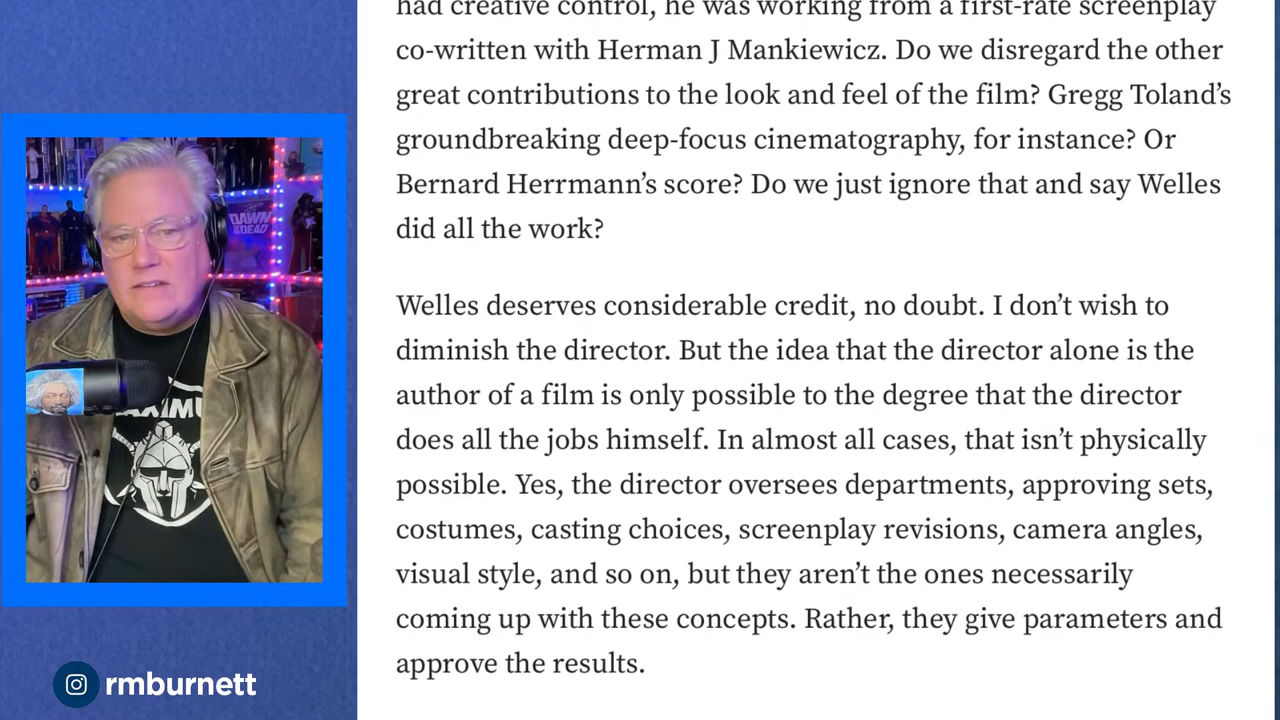 had creative control, he was working from a first-rate screenplay
co-written with Herman J Mankiewicz. Do we disregard the other
great contributions to the look and feel of the film? Gregg Toland’s
groundbreaking deep-focus cinematography, for instance? Or
Bernard Herrmann’s score? Do we just ignore that and say Welles
did all the work?
Welles deserves considerable credit, no doubt. I don’t wish to
diminish the director. But the idea that the director alone is the
author of a film is only possible to the degree that the director
does all the jobs himself. In almost all cases, that isn’t physically
possible. Yes, the director oversees departments, approving sets,
costumes, casting choices, screenplay revisions, camera angles,
visual style, and so on, but they aren’t the ones necessarily
coming up with these concepts. Rather, they give parameters and
approve the results.
DAWN
DEAD
AXIMU
rmburnett